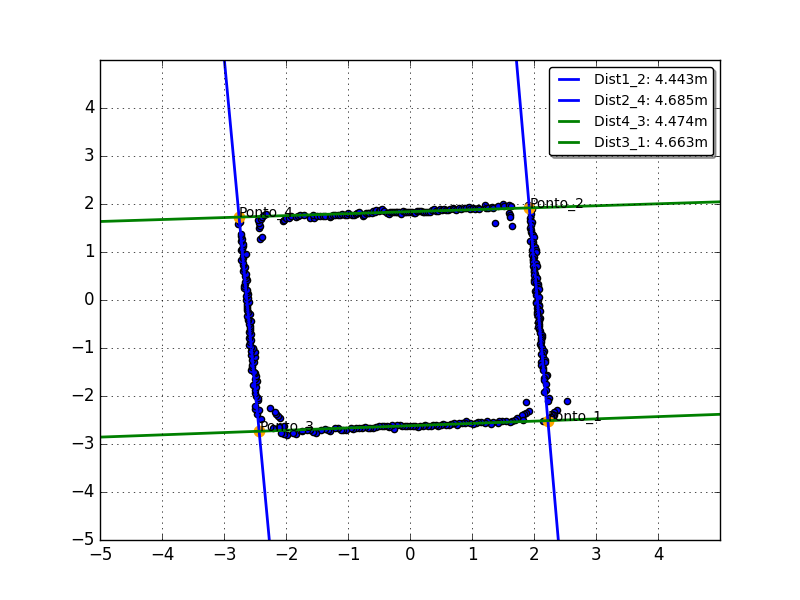 Dist1_2: 4.443m
Dist2_4: 4.685m
Dist4_3: 4.474m
Dist3_1: 4.663m
4
3
2
1
0
−1
−2
−3
−4
−5
Ponto_4
Ponto_2
Ponto_3
Ponto_1
−5 −4 −3 −2 −1 0 1 2 3 4